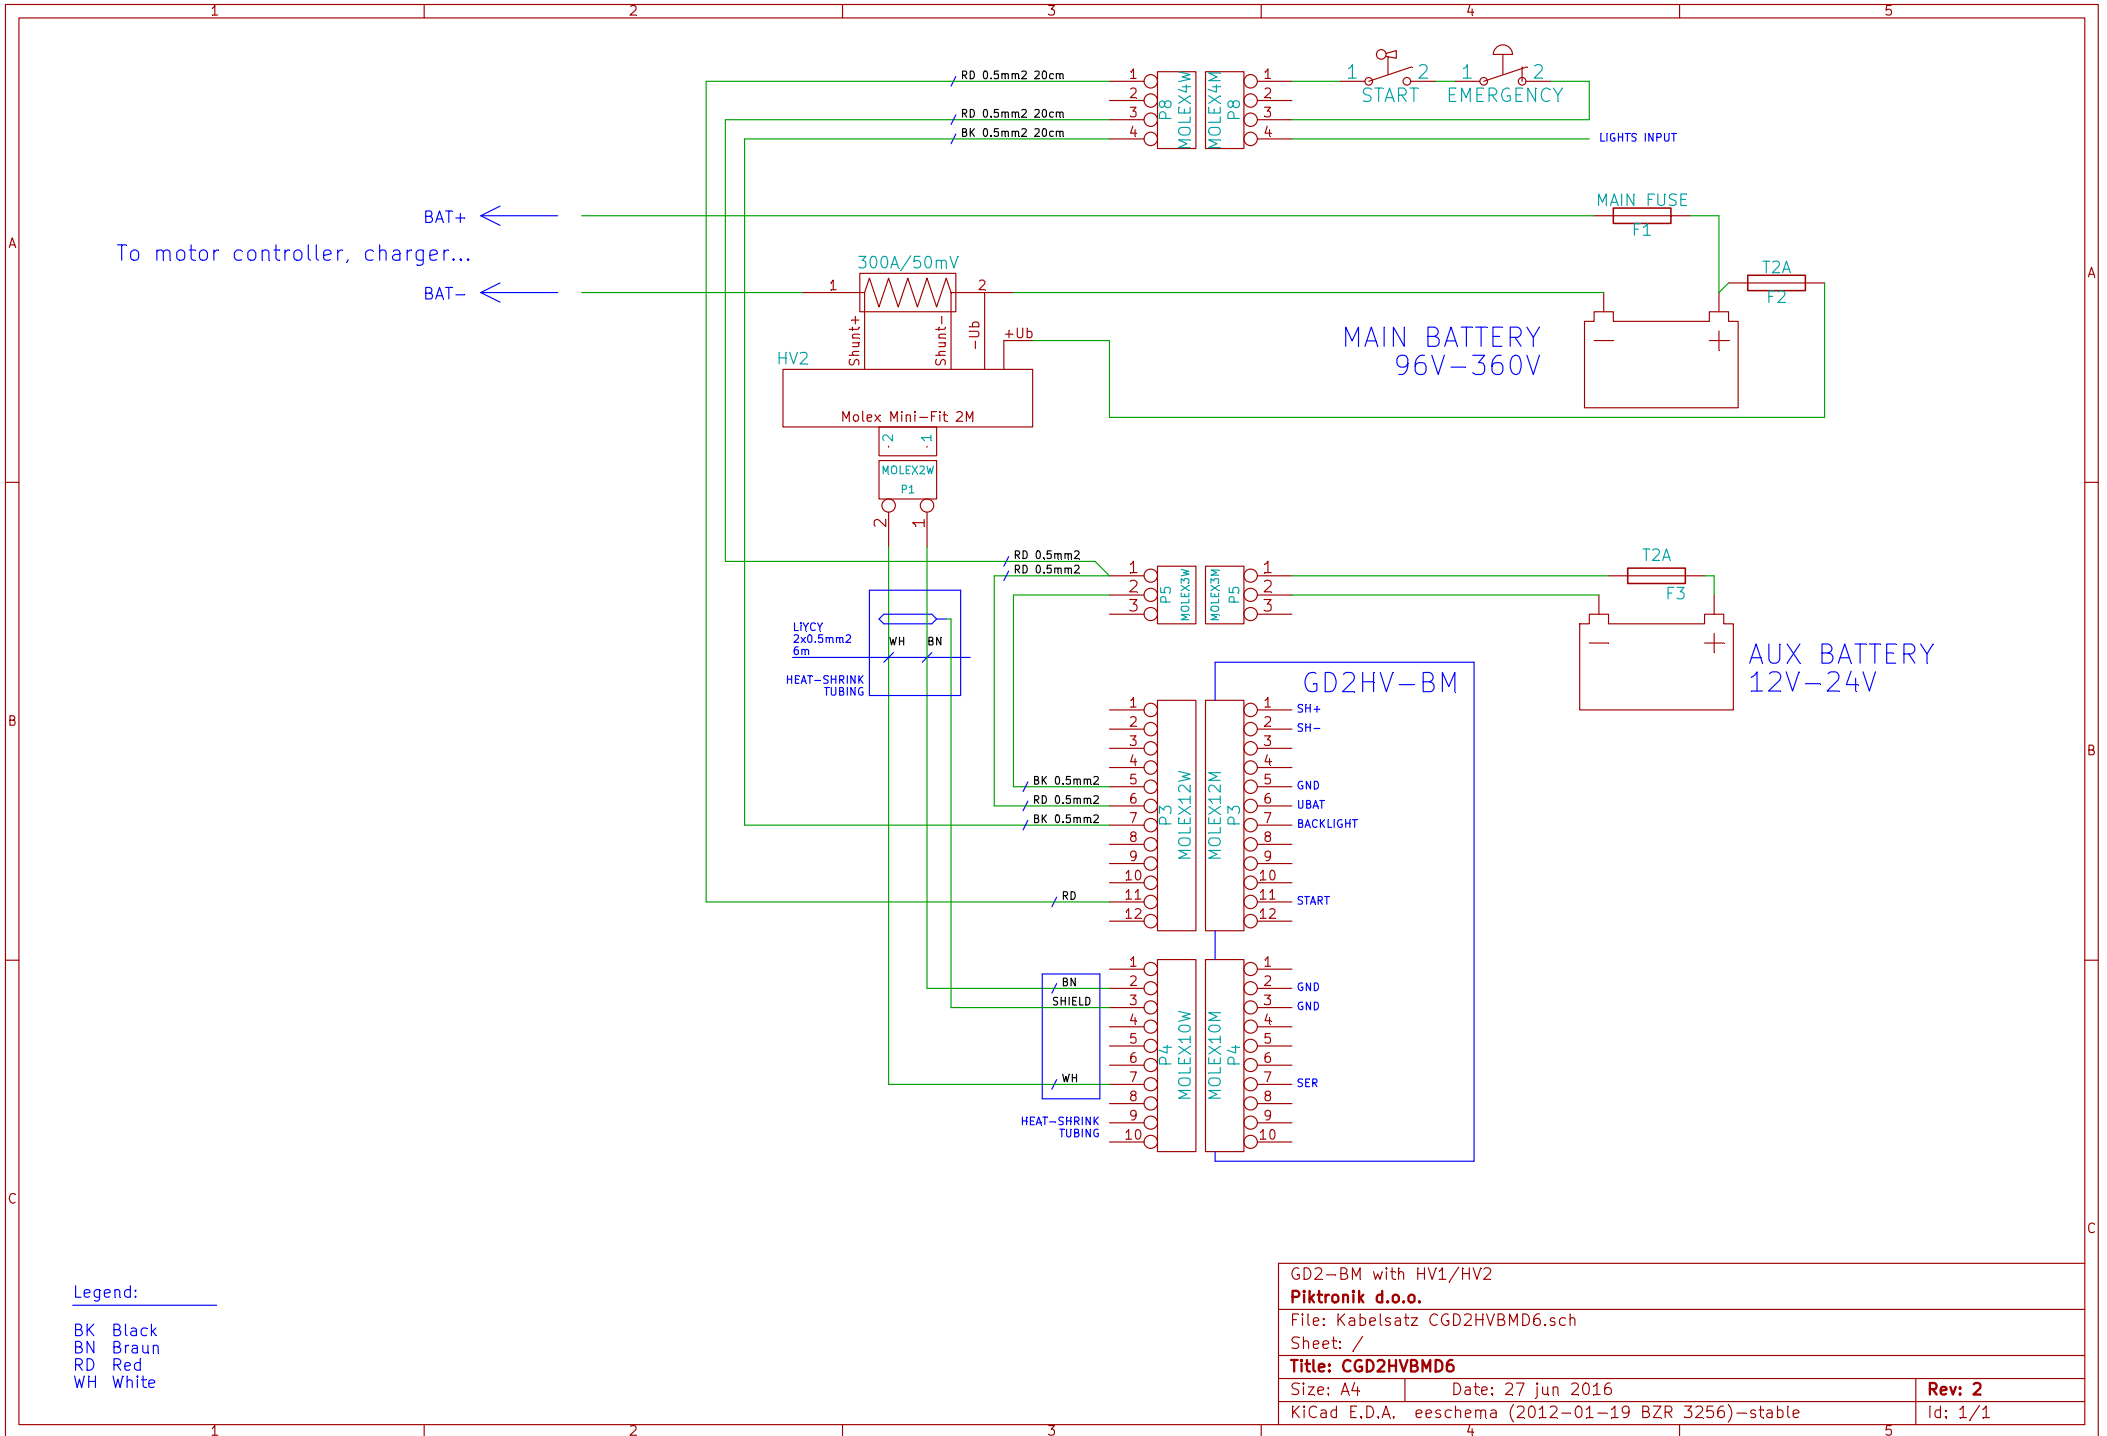 1 2 3 4 5
RD 0.5mm2 20cm
RD 0.5mm2 20cm
BK 0.5mm2 20cm
1
2
3
4
P8
MOLEX4W
MOLEX4M
P8
1
2
3
4
1 2
START
1 2
EMERGENCY
LIGHTS INPUT
MAIN FUSE
F1
BAT+
To motor controller, charger...
BAT-
A
A
300A/50mV
1
2
Shunt+
Shunt-
-Ub
+Ub
HV2
Molex Mini-Fit 2M
.2
.1
MOLEX2W
P1
2
1
T2A
F2
MAIN BATTERY
96V-360V
- +
RD 0.5mm2
RD 0.5mm2
1
2
3
P5
MOLEX3W
MOLEX3M
P5
1
2
3
T2A
F3
- +
AUX BATTERY
12V-24V
LiYCY
2x0.5mm2
6m
WH
BN
HEAT-SHRINK
TUBING
B
B
GD2HV-BM
BK 0.5mm2
RD 0.5mm2
BK 0.5mm2
RD
1
2
3
4
5
6
7
8
9
10
11
12
P3
MOLEX12W
MOLEX12M
P3
1 SH+
2 SH-
3
4
5 GND
6 UBAT
7 BACKLIGHT
8
9
10
11 START
12
BN
SHIELD
WH
HEAT-SHRINK
TUBING
1
2
3
4
5
6
7
8
9
10
P4
MOLEX10W
MOLEX10M
P4
1
2 GND
3 GND
4
5
6
7 SER
8
9
10
C
C
Legend:
BK Black
BN Braun
RD Red
WH White
GD2-BM with HV1/HV2
Piktronik d.o.o.
File: Kabelsatz CGD2HVBMD6.sch
Sheet: /
Title: CGD2HVBMD6
Size: A4 Date: 27 jun 2016 Rev: 2
KiCad E.D.A. eeschema (2012-01-19 BZR 3256)-stable Id: 1/1
1 2 3 4 5